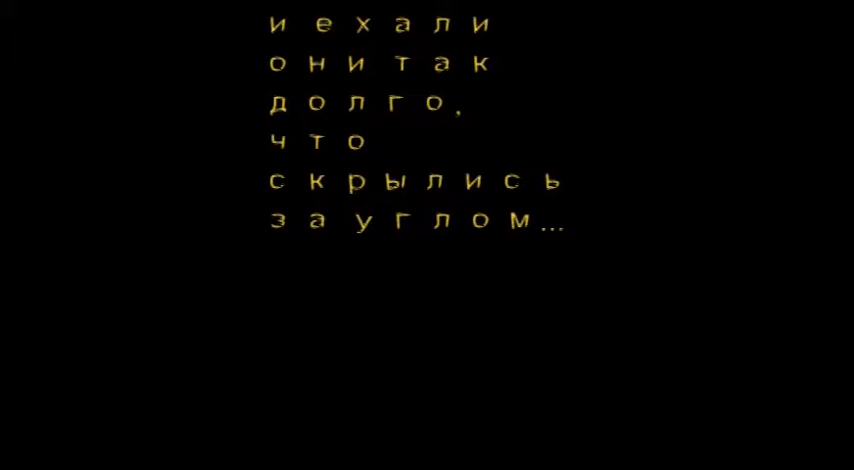 и ехали
они так
долго,
что
скрылись
за углом...